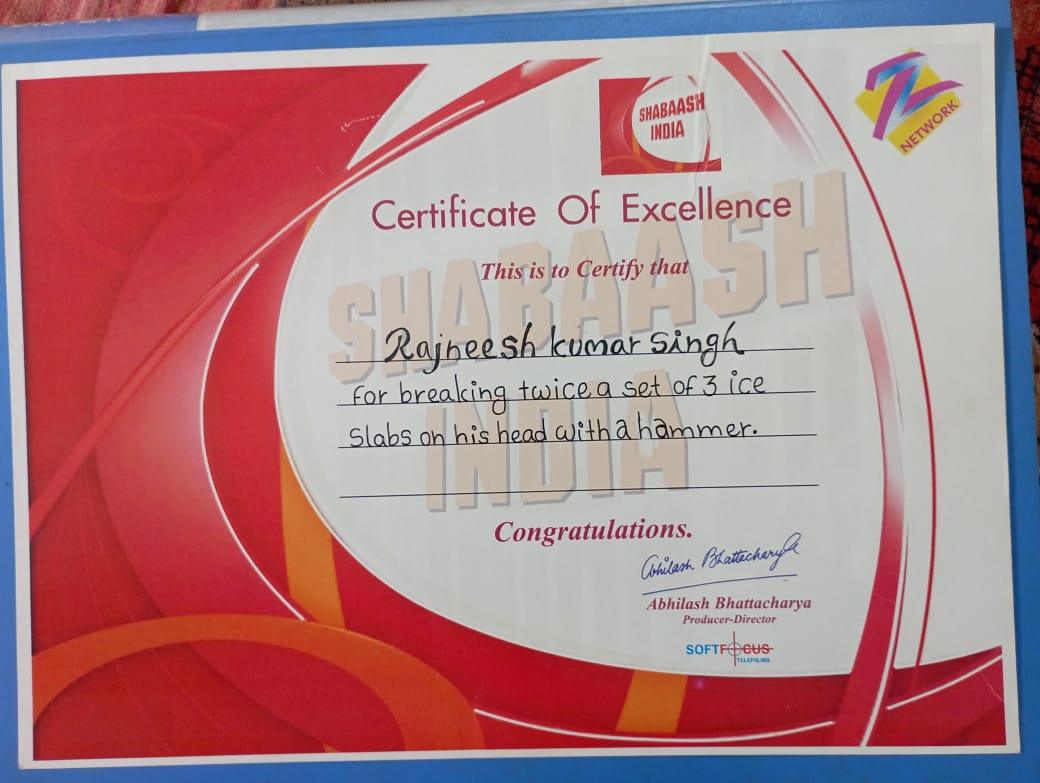 SHABAASH
INDIA
Z
NETWORK
Certificate Of Excellence
SHABAASH
INDIA
This is to Certify that
Rajneesh kumar Singh
for breaking twice a set of 3 ice
Slabs on his head with a hammer.
Congratulations.
Abhilash Bhattacharya
Abhilash Bhattacharya
Producer-Director
SOFTFOCUS
TELEFILMS